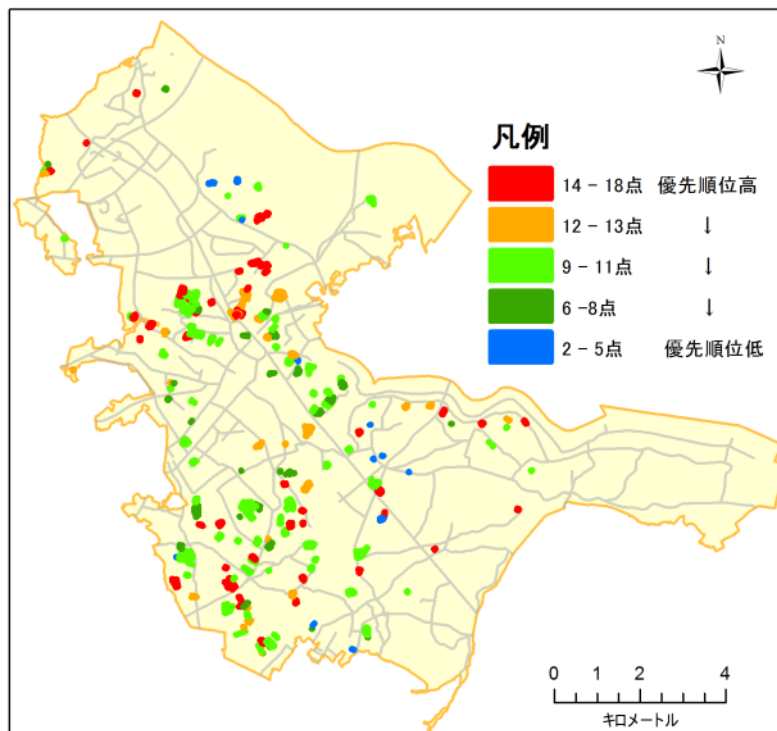 N
凡例
14 - 18点 優先順位高
12 - 13点 ↓
9 - 11点 ↓
6 -8点 ↓
2 - 5点 優先順位低
0 1 2 4
キロメートル